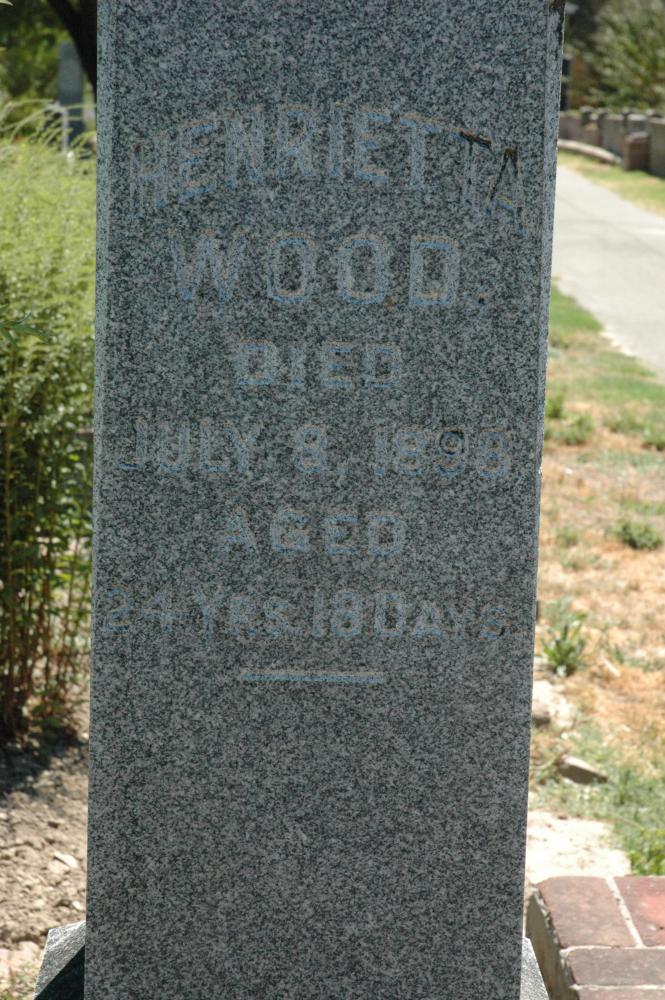 HENRIETTA
WOOD.
DIED
JULY 8, 1898
AGED
24 YRS. 18 DAYS.